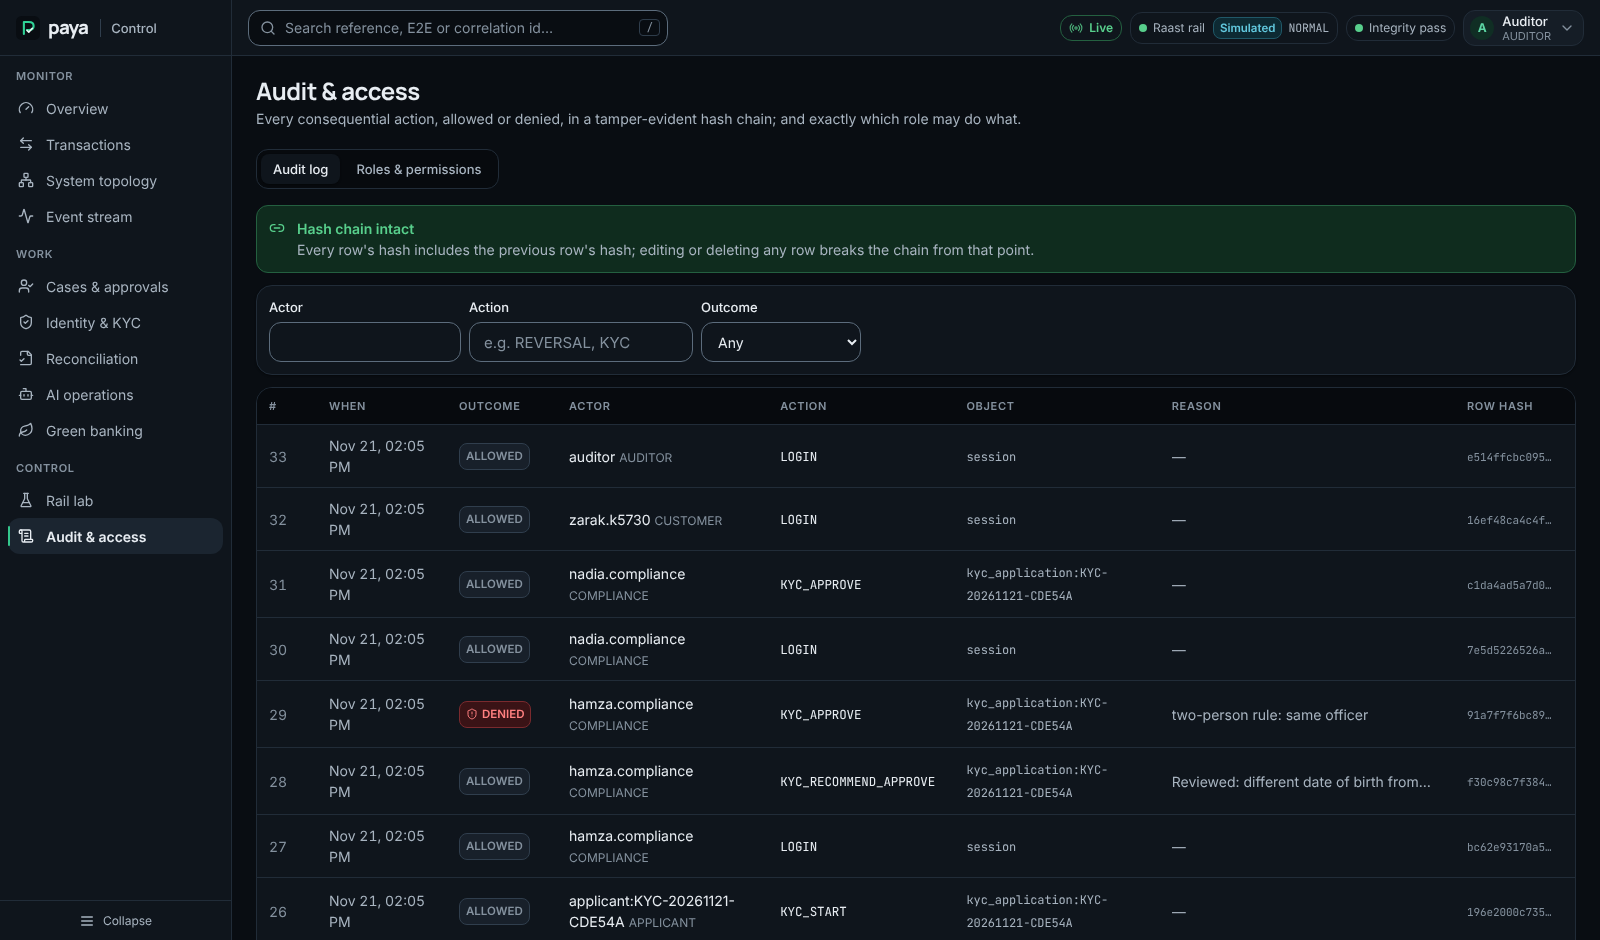 paya
Control
Search reference, E2E or correlation id...
/
Live
Raast rail
Simulated
NORMAL
Integrity pass
A
Auditor
AUDITOR
MONITOR
Overview
Transactions
System topology
Event stream
WORK
Cases & approvals
Identity & KYC
Reconciliation
AI operations
Green banking
CONTROL
Rail lab
Audit & access
Collapse
Audit & access
Every consequential action, allowed or denied, in a tamper-evident hash chain; and exactly which role may do what.
Audit log
Roles & permissions
Hash chain intact
Every row's hash includes the previous row's hash; editing or deleting any row breaks the chain from that point.
Actor
Action
Outcome
e.g. REVERSAL, KYC
Any
# WHEN OUTCOME ACTOR ACTION OBJECT REASON ROW HASH
33 Nov 21, 02:05 PM ALLOWED auditor AUDITOR LOGIN session — e514ffcbc095…
32 Nov 21, 02:05 PM ALLOWED zarak.k5730 CUSTOMER LOGIN session — 16ef48ca4c4f…
31 Nov 21, 02:05 PM ALLOWED nadia.compliance COMPLIANCE KYC_APPROVE kyc_application:KYC-20261121-CDE54A — c1da4ad5a7d0…
30 Nov 21, 02:05 PM ALLOWED nadia.compliance COMPLIANCE LOGIN session — 7e5d5226526a…
29 Nov 21, 02:05 PM DENIED hamza.compliance COMPLIANCE KYC_APPROVE kyc_application:KYC-20261121-CDE54A two-person rule: same officer 91a7f7f6bc89…
28 Nov 21, 02:05 PM ALLOWED hamza.compliance COMPLIANCE KYC_RECOMMEND_APPROVE kyc_application:KYC-20261121-CDE54A Reviewed: different date of birth from… f30c98c7f384…
27 Nov 21, 02:05 PM ALLOWED hamza.compliance COMPLIANCE LOGIN session — bc62e93170a5…
26 Nov 21, 02:05 PM ALLOWED applicant:KYC-20261121-CDE54A APPLICANT KYC_START kyc_application:KYC-20261121-CDE54A — 196e2000c735…